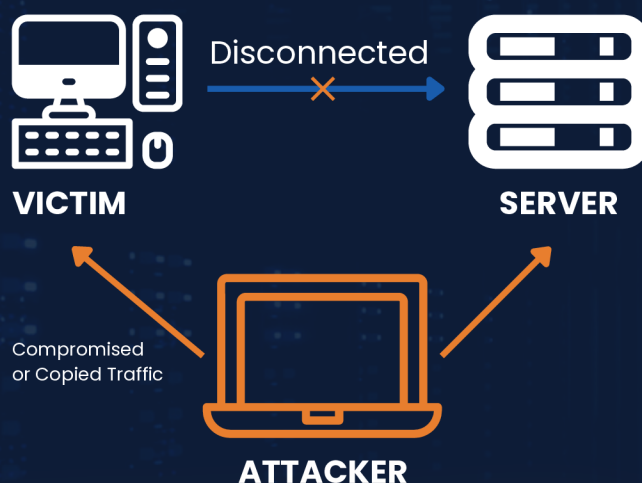 Disconnected
VICTIM
SERVER
Compromised
or Copied Traffic
ATTACKER